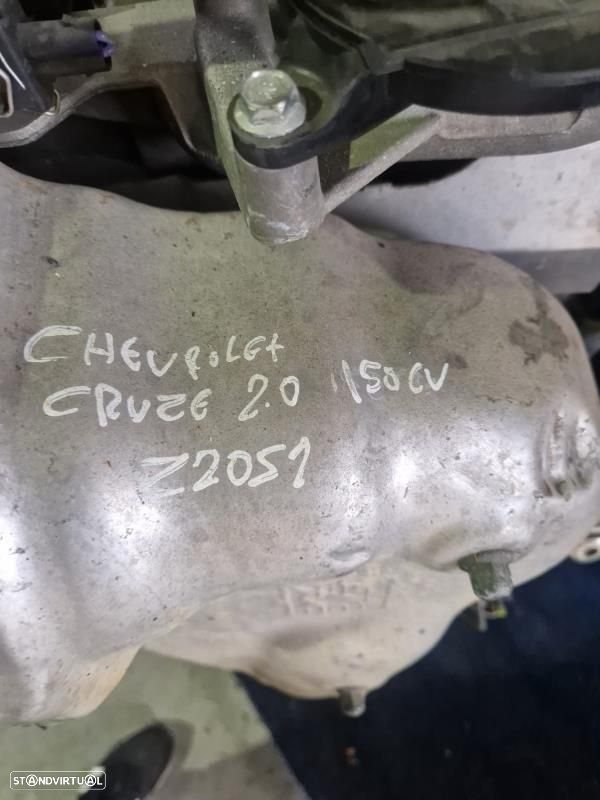 CHEVROLEt
CRUZE 2.0 150CV
Z20S1
STANDVIRTUAL